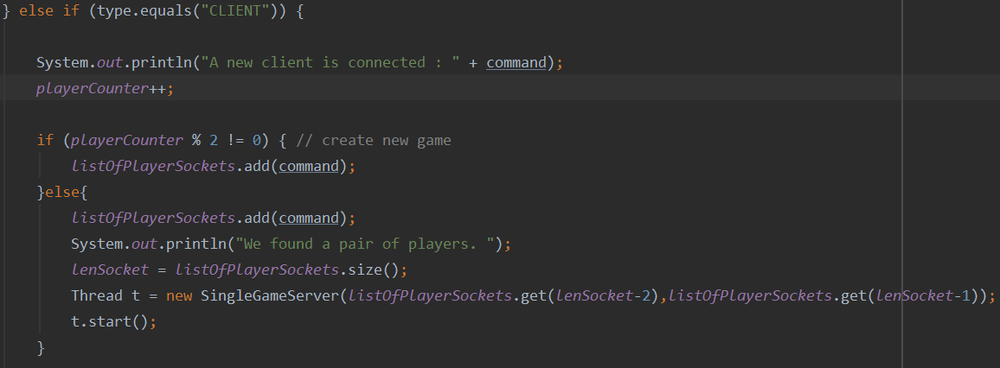 } else if (type.equals("CLIENT")) {
System.out.println("A new client is connected : " + command);
playerCounter++;
if (playerCounter % 2 != 0) { // create new game
listOfPlayerSockets.add(command);
}else{
listOfPlayerSockets.add(command);
System.out.println("We found a pair of players. ");
lenSocket = listOfPlayerSockets.size();
Thread t = new SingleGameServer(listOfPlayerSockets.get(lenSocket-2),listOfPlayerSockets.get(lenSocket-1));
t.start();
}